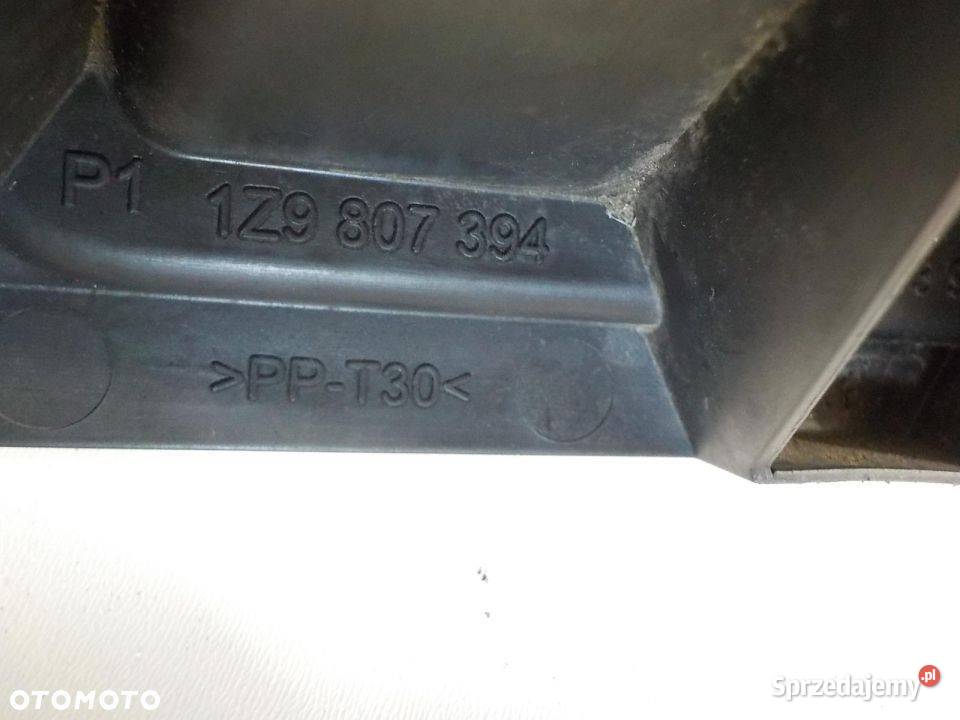 P1 1Z9 807 394
>PP-T30<
OTOMOTO
Sprzedajemy.pl